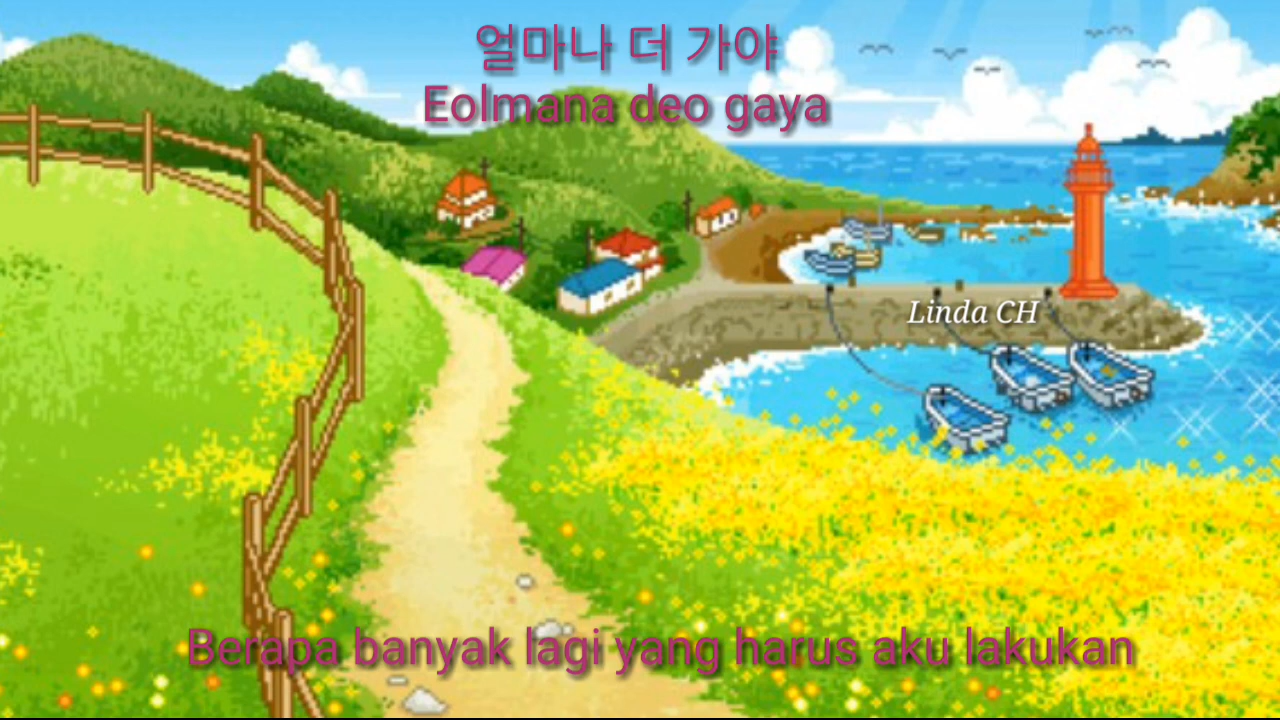 얼마나 더 가야
Eolmana deo gaya
Linda CH
Berapa banyak lagi yang harus aku lakukan